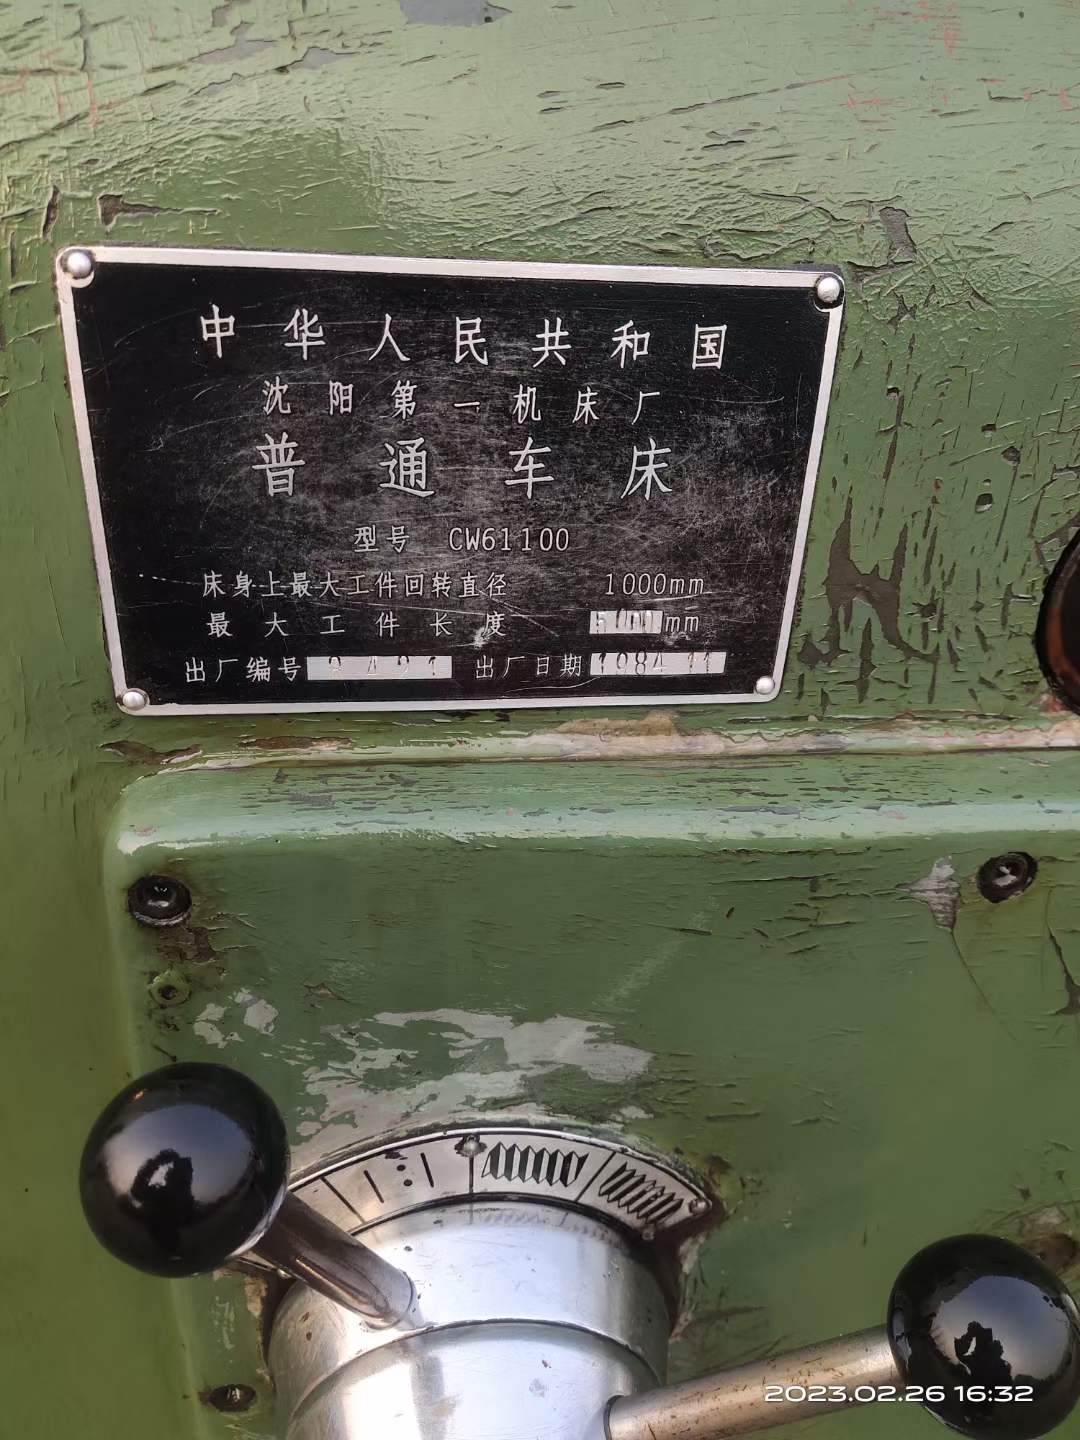 中华人民共和国
沈阳第一机床厂
普通车床
型号 CW61100
床身上最大工件回转直径 1000mm
最大工件长度 mm
出厂编号 出厂日期 1984 11
1:1
2023.02.26 16:32